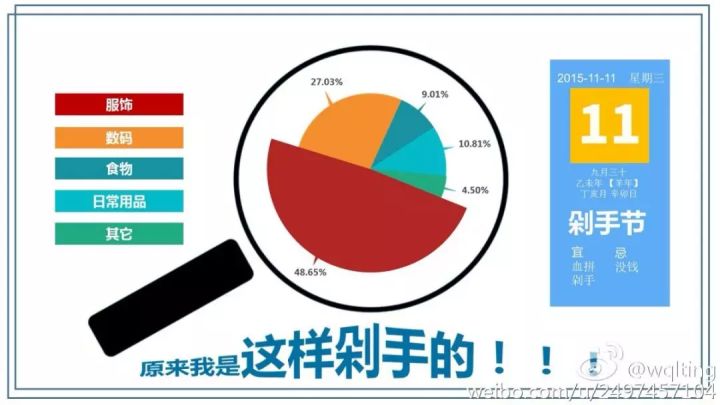 服饰
数码
食物
日常用品
其它
27.03%
9.01%
10.81%
4.50%
48.65%
2015-11-11 星期三
11
九月三十
乙未年 【羊年】
丁亥月 辛卯日
剁手节
宜 忌
血拼 没钱
剁手
原来我是这样剁手的！！！
@wqlting
weibo.com/u/2497457104